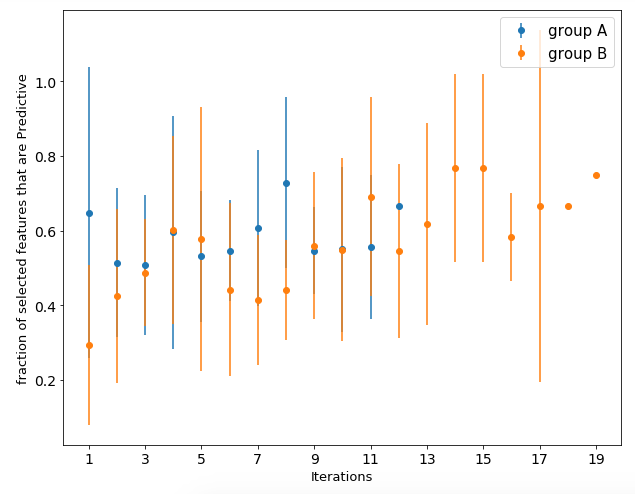 group A
group B
fraction of selected features that are Predictive
1.0
0.8
0.6
0.4
0.2
1 3 5 7 9 11 13 15 17 19
Iterations